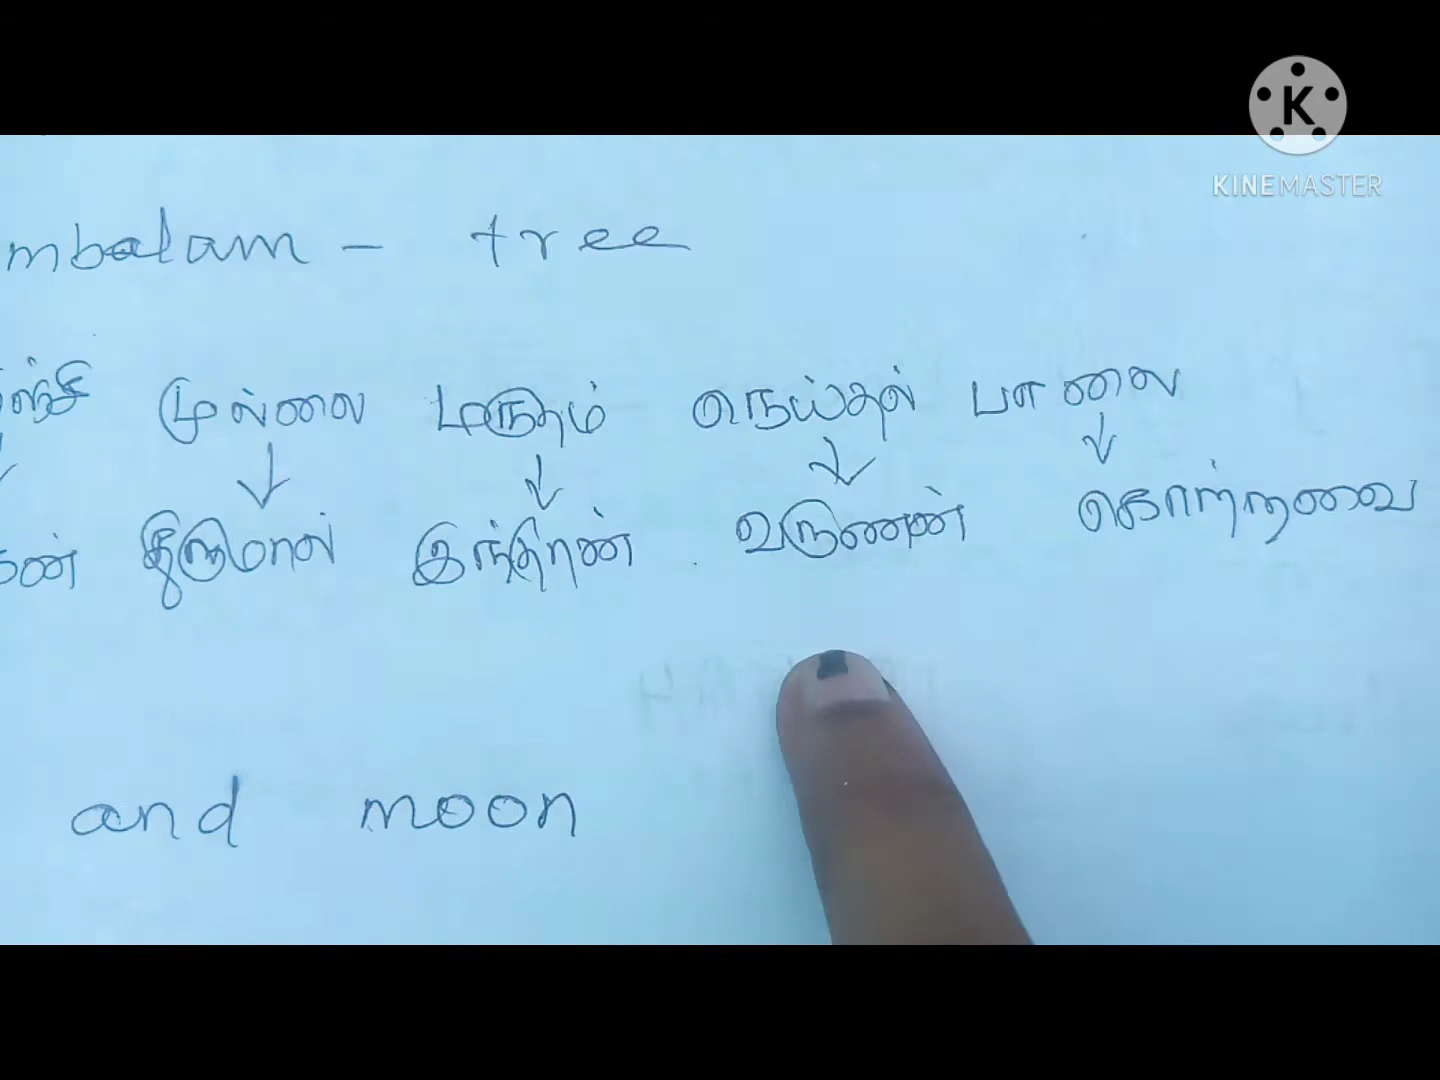 KINEMASTER
mbalam - tree
முல்லை மருதம் நெய்தல் பாலை
திருமால் இந்திரன் வருணன் கொற்றவை
and moon